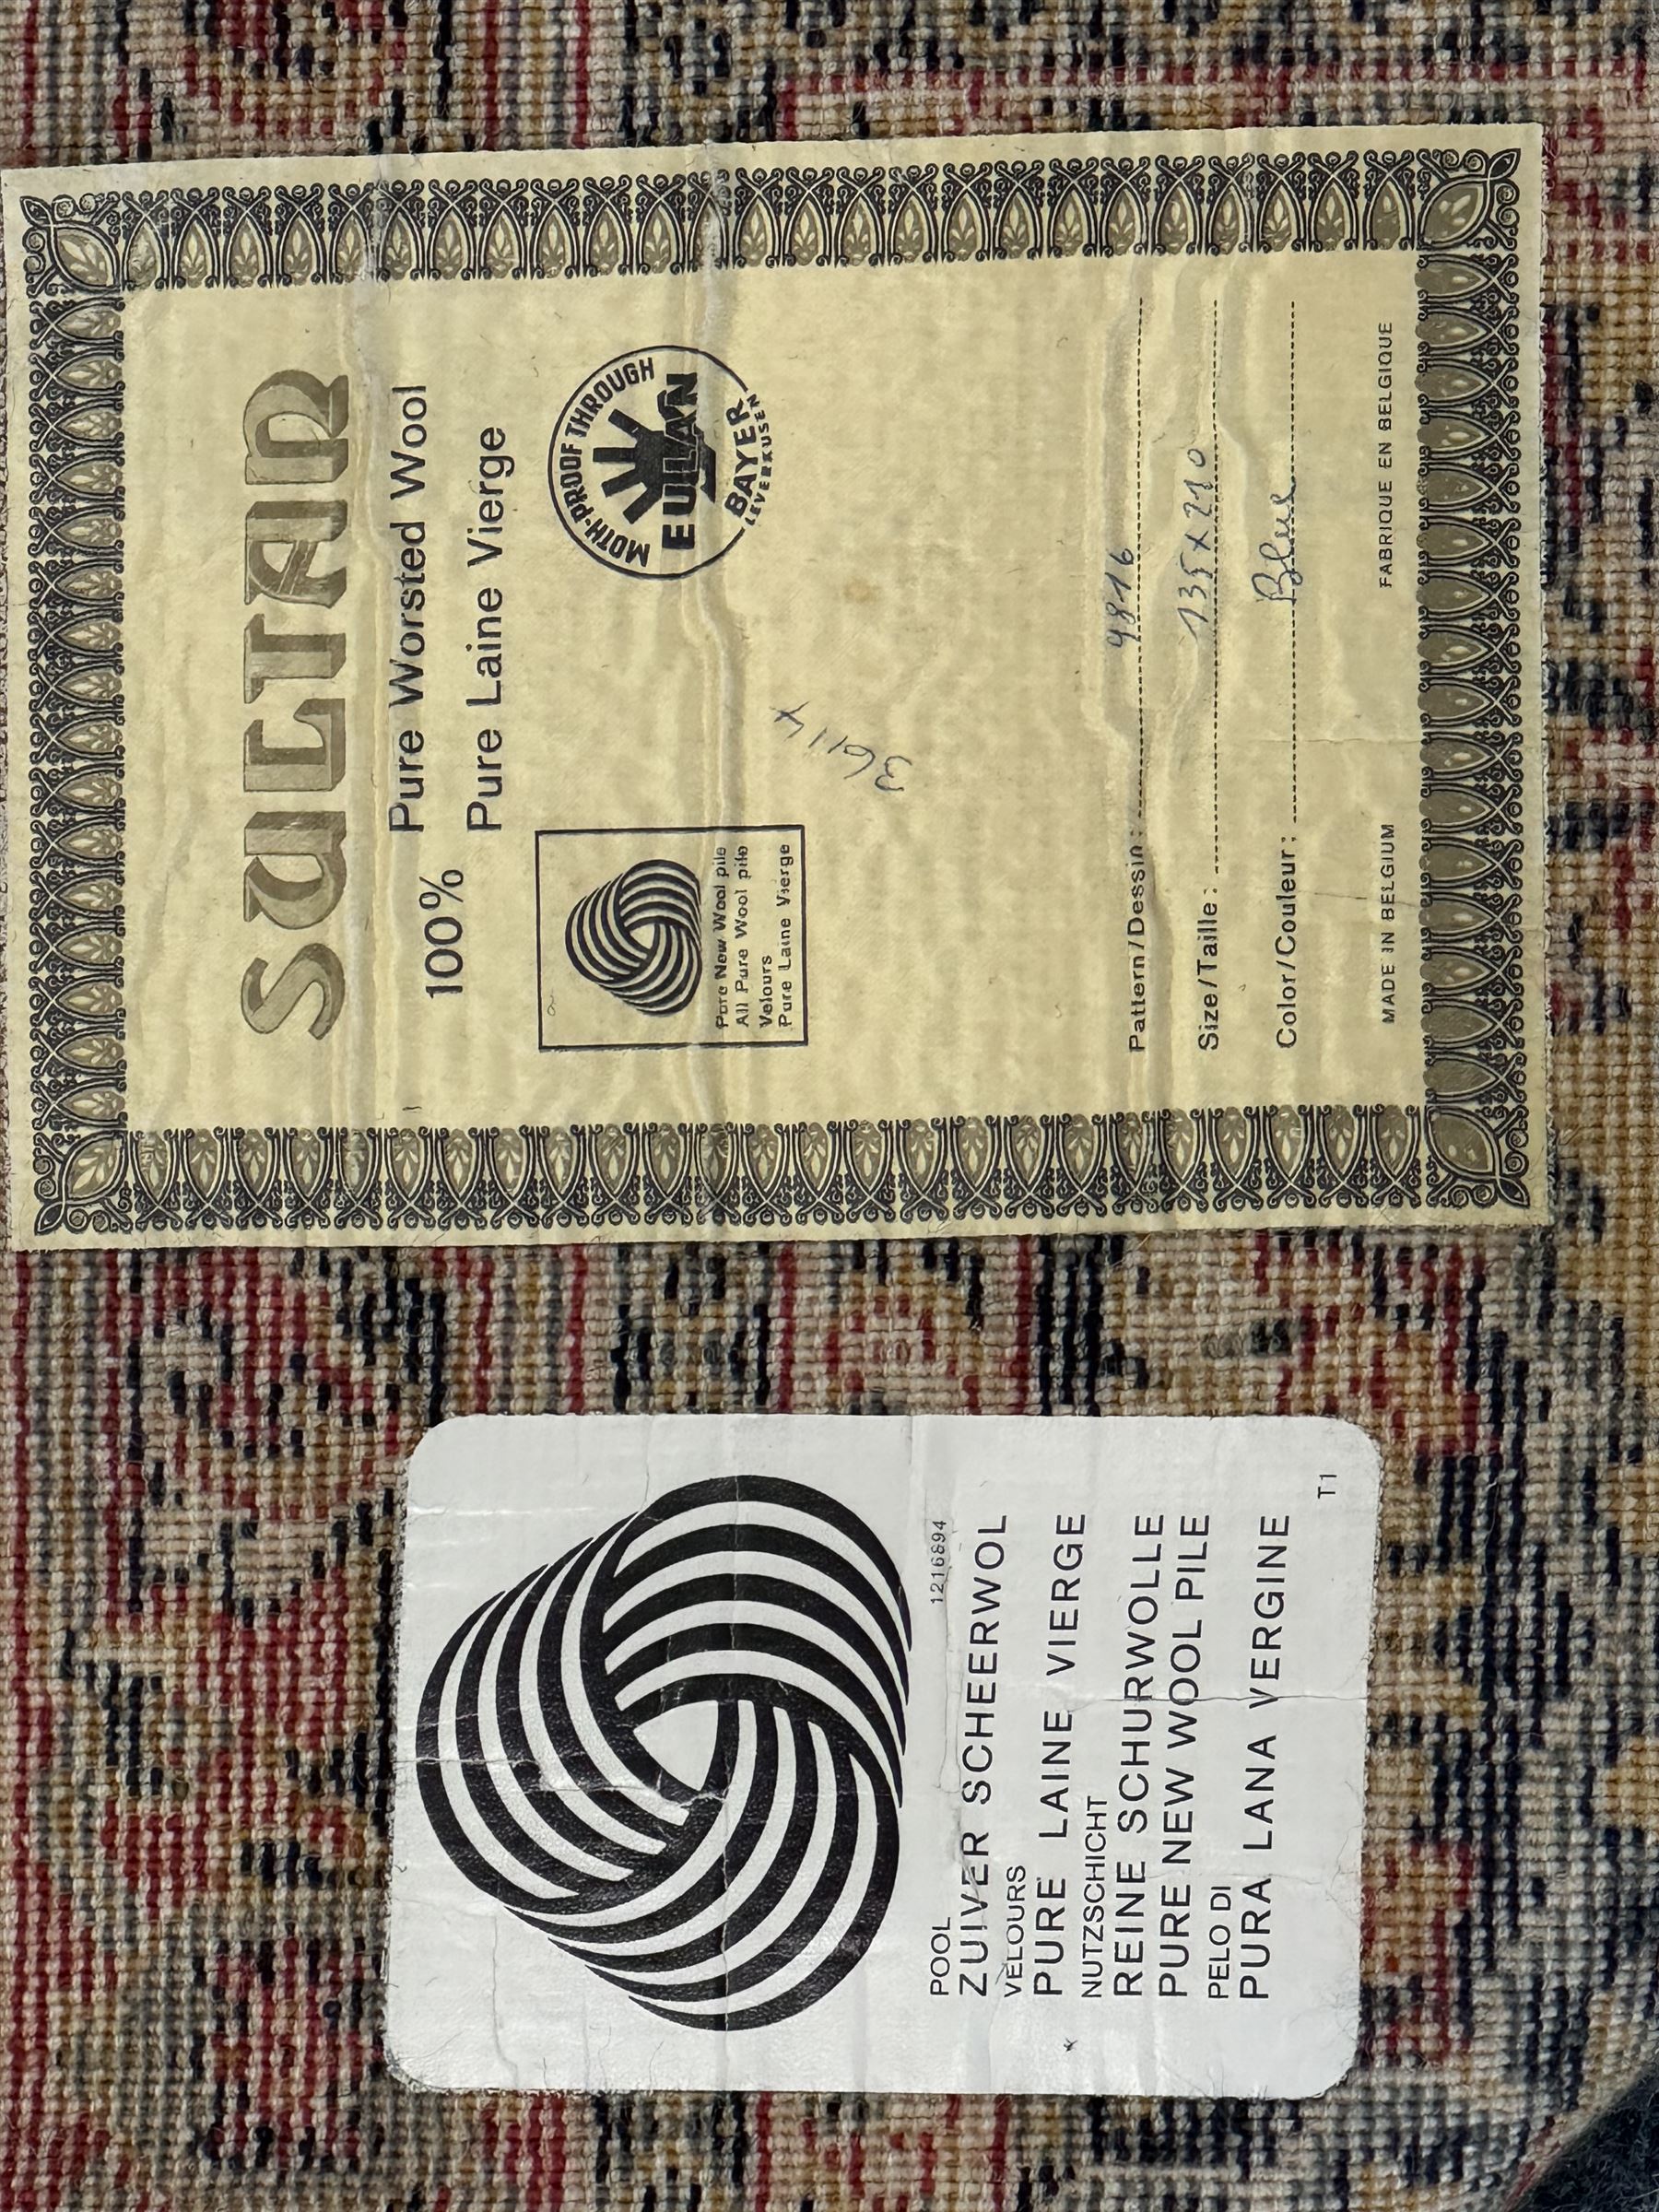 SULTAN
100% Pure Worsted Wool
Pure Laine Vierge
Pure New Wool pile
All Pure Wool pile
Velours
Pure Laine Vierge
MOTH-PROOF THROUGH
EULAN
BAYER
LEVERKUSEN
36114
Pattern/Dessin: 9816
Size/Taille: 135 x 210
Color/Couleur: Blue
MADE IN BELGIUM FABRIQUE EN BELGIQUE
1216894
POOL
ZUIVER SCHEERWOL
VELOURS
PURE LAINE VIERGE
NUTZSCHICHT
REINE SCHURWOLLE
PURE NEW WOOL PILE
PELO DI
PURA LANA VERGINE
T1